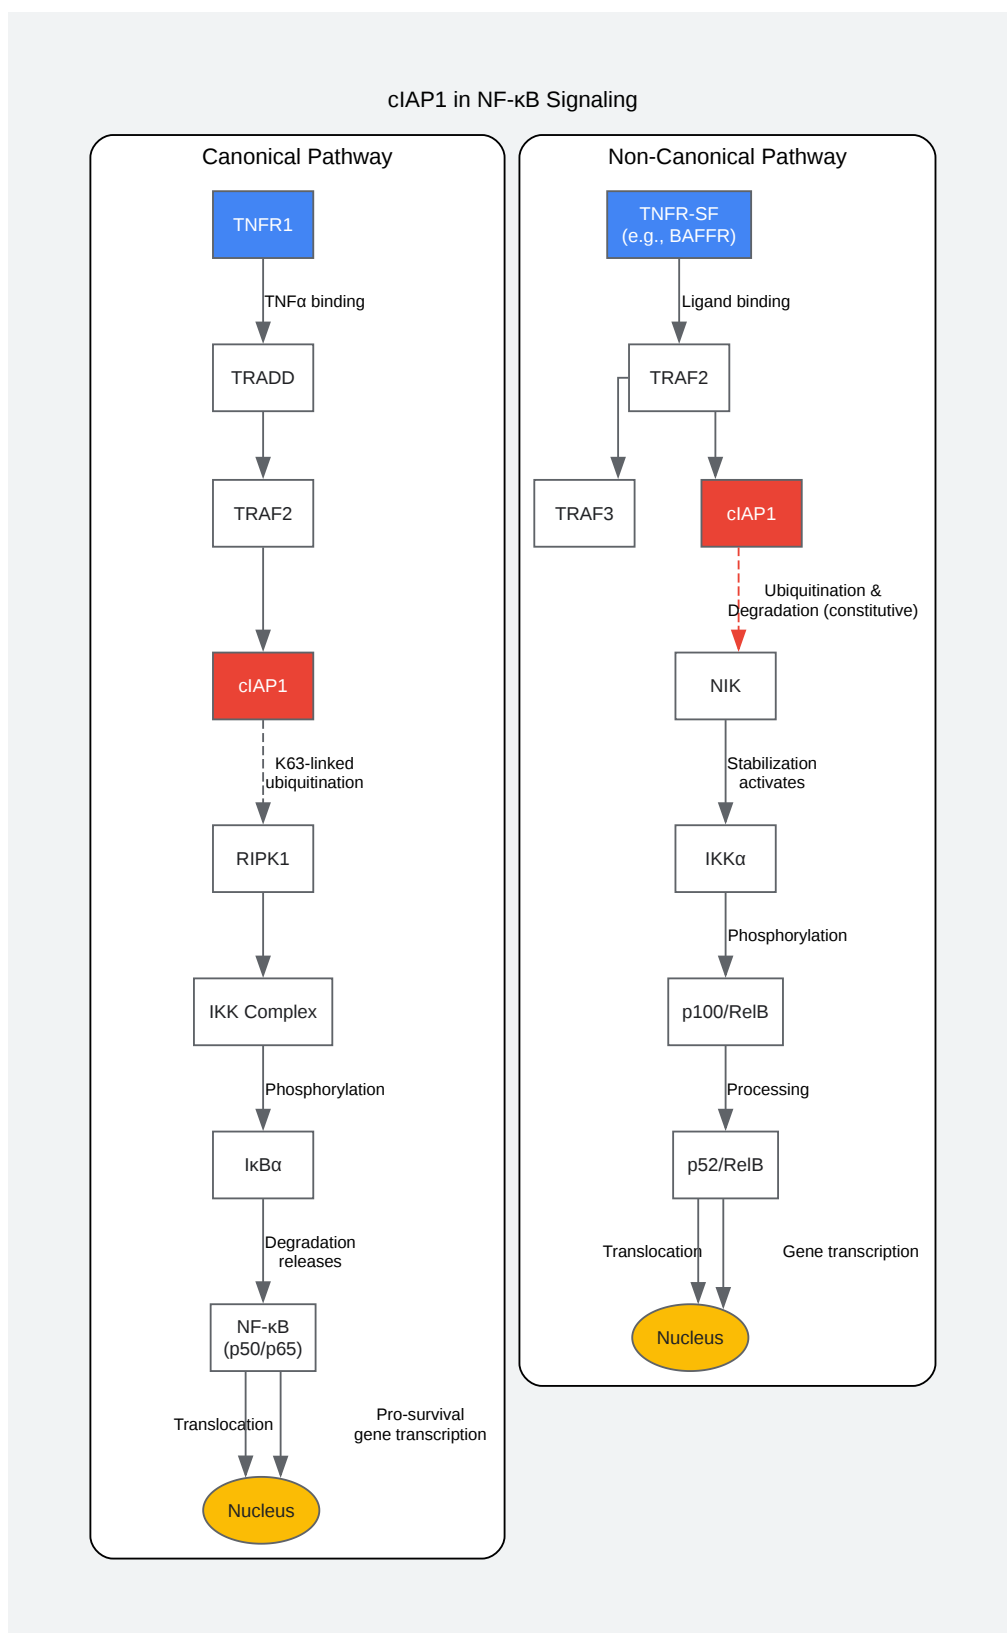 cIAP1 in NF-κB Signaling
Canonical Pathway
TNFR1
TNFα binding
TRADD
TRAF2
cIAP1
K63-linked
ubiquitination
RIPK1
IKK Complex
Phosphorylation
IκBα
Degradation
releases
NF-κB
(p50/p65)
Translocation
Pro-survival
gene transcription
Nucleus
Non-Canonical Pathway
TNFR-SF
(e.g., BAFFR)
Ligand binding
TRAF2
TRAF3
cIAP1
Ubiquitination &
Degradation (constitutive)
NIK
Stabilization
activates
IKKα
Phosphorylation
p100/RelB
Processing
p52/RelB
Translocation
Gene transcription
Nucleus